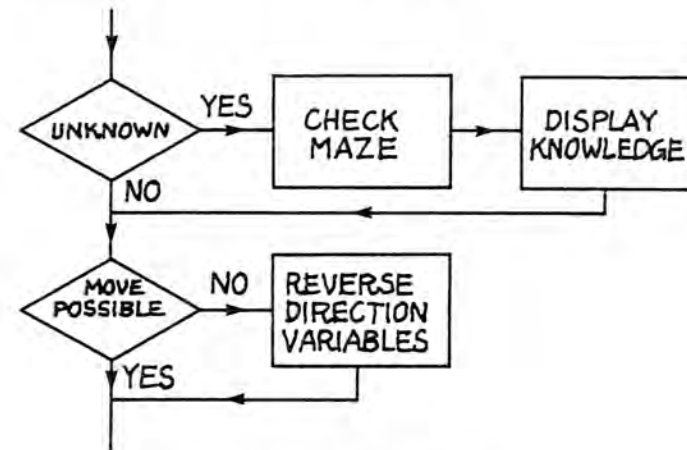 UNKNOWN
YES
CHECK
MAZE
DISPLAY
KNOWLEDGE
NO
MOVE
POSSIBLE
NO
REVERSE
DIRECTION
VARIABLES
YES